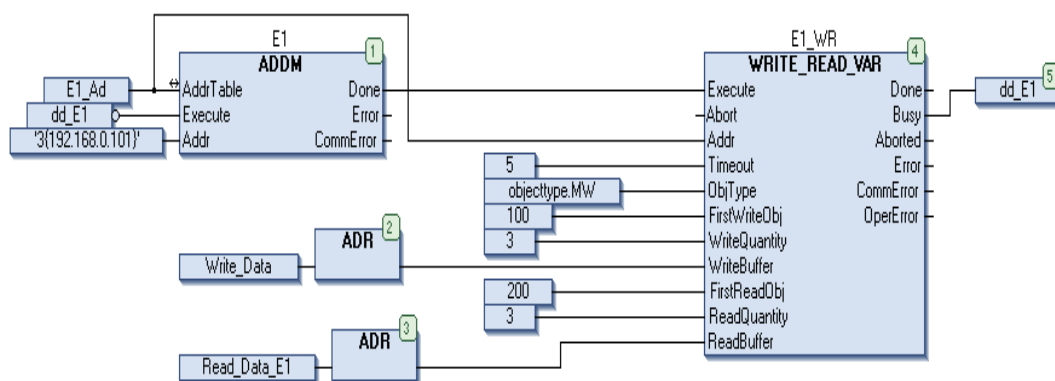 E1
1
ADDM
E1_Ad
AddrTable
Done
dd_E1
Execute
Error
'3{192.168.0.101}'
Addr
CommError
E1_WR
4
WRITE_READ_VAR
Execute
Done
Abort
Busy
5
dd_E1
Addr
Aborted
5
Timeout
Error
objecttype.MW
ObjType
CommError
100
FirstWriteObj
OperError
3
WriteQuantity
2
ADR
Write_Data
WriteBuffer
200
FirstReadObj
3
ReadQuantity
3
ADR
Read_Data_E1
ReadBuffer